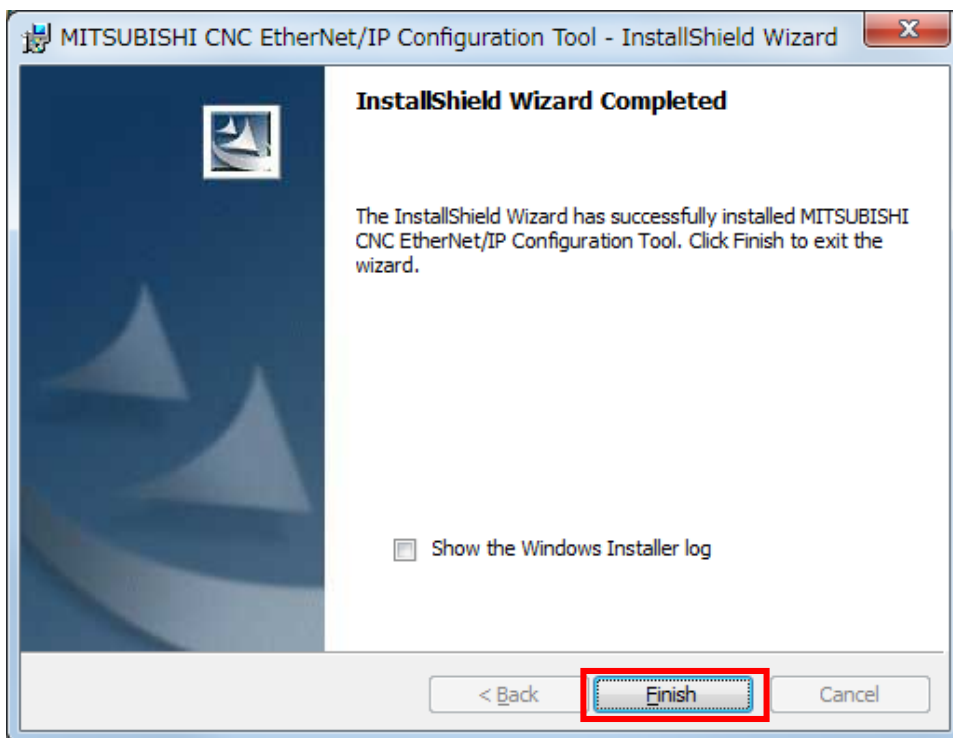 MITSUBISHI CNC EtherNet/IP Configuration Tool - InstallShield Wizard
InstallShield Wizard Completed
The InstallShield Wizard has successfully installed MITSUBISHI
CNC EtherNet/IP Configuration Tool. Click Finish to exit the
wizard.
Show the Windows Installer log
< Back Finish Cancel